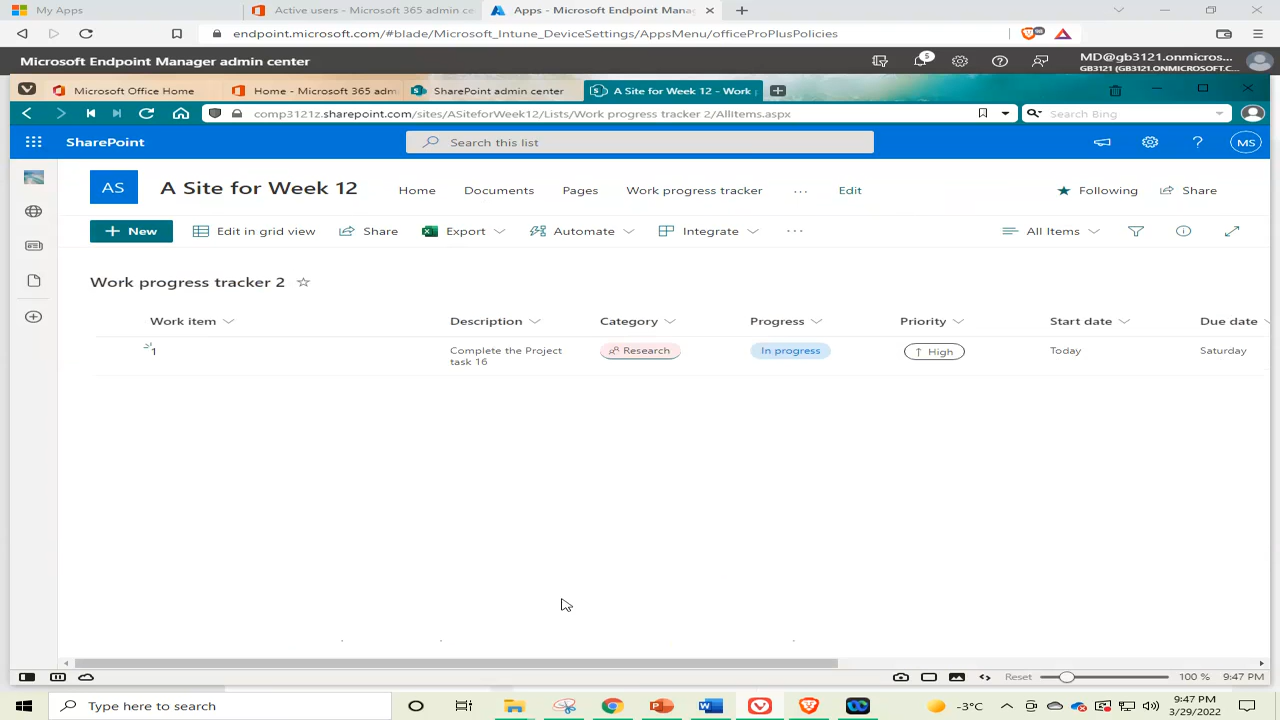 My Apps
Active users - Microsoft 365 admin ce
Apps - Microsoft Endpoint Mana
endpoint.microsoft.com/#blade/Microsoft_Intune_DeviceSettings/AppsMenu/officeProPlusPolicies
Microsoft Endpoint Manager admin center
5
MD@gb3121.onmicros...
GB3121 (GB3121.ONMICROSOFT.C...
Microsoft Office Home
Home - Microsoft 365 adm
SharePoint admin center
A Site for Week 12 - Work
comp3121z.sharepoint.com/sites/ASiteforWeek12/Lists/Work progress tracker 2/AllItems.aspx
Search Bing
SharePoint
Search this list
MS
AS
A Site for Week 12
Home
Documents
Pages
Work progress tracker
...
Edit
Following
Share
New
Edit in grid view
Share
Export
Automate
Integrate
...
All Items
Work progress tracker 2
Work item
Description
Category
Progress
Priority
Start date
Due date
1
Complete the Project
task 16
Research
In progress
High
Today
Saturday
Reset
100 %
9:47 PM
Type here to search
-3°C
9:47 PM
3/29/2022